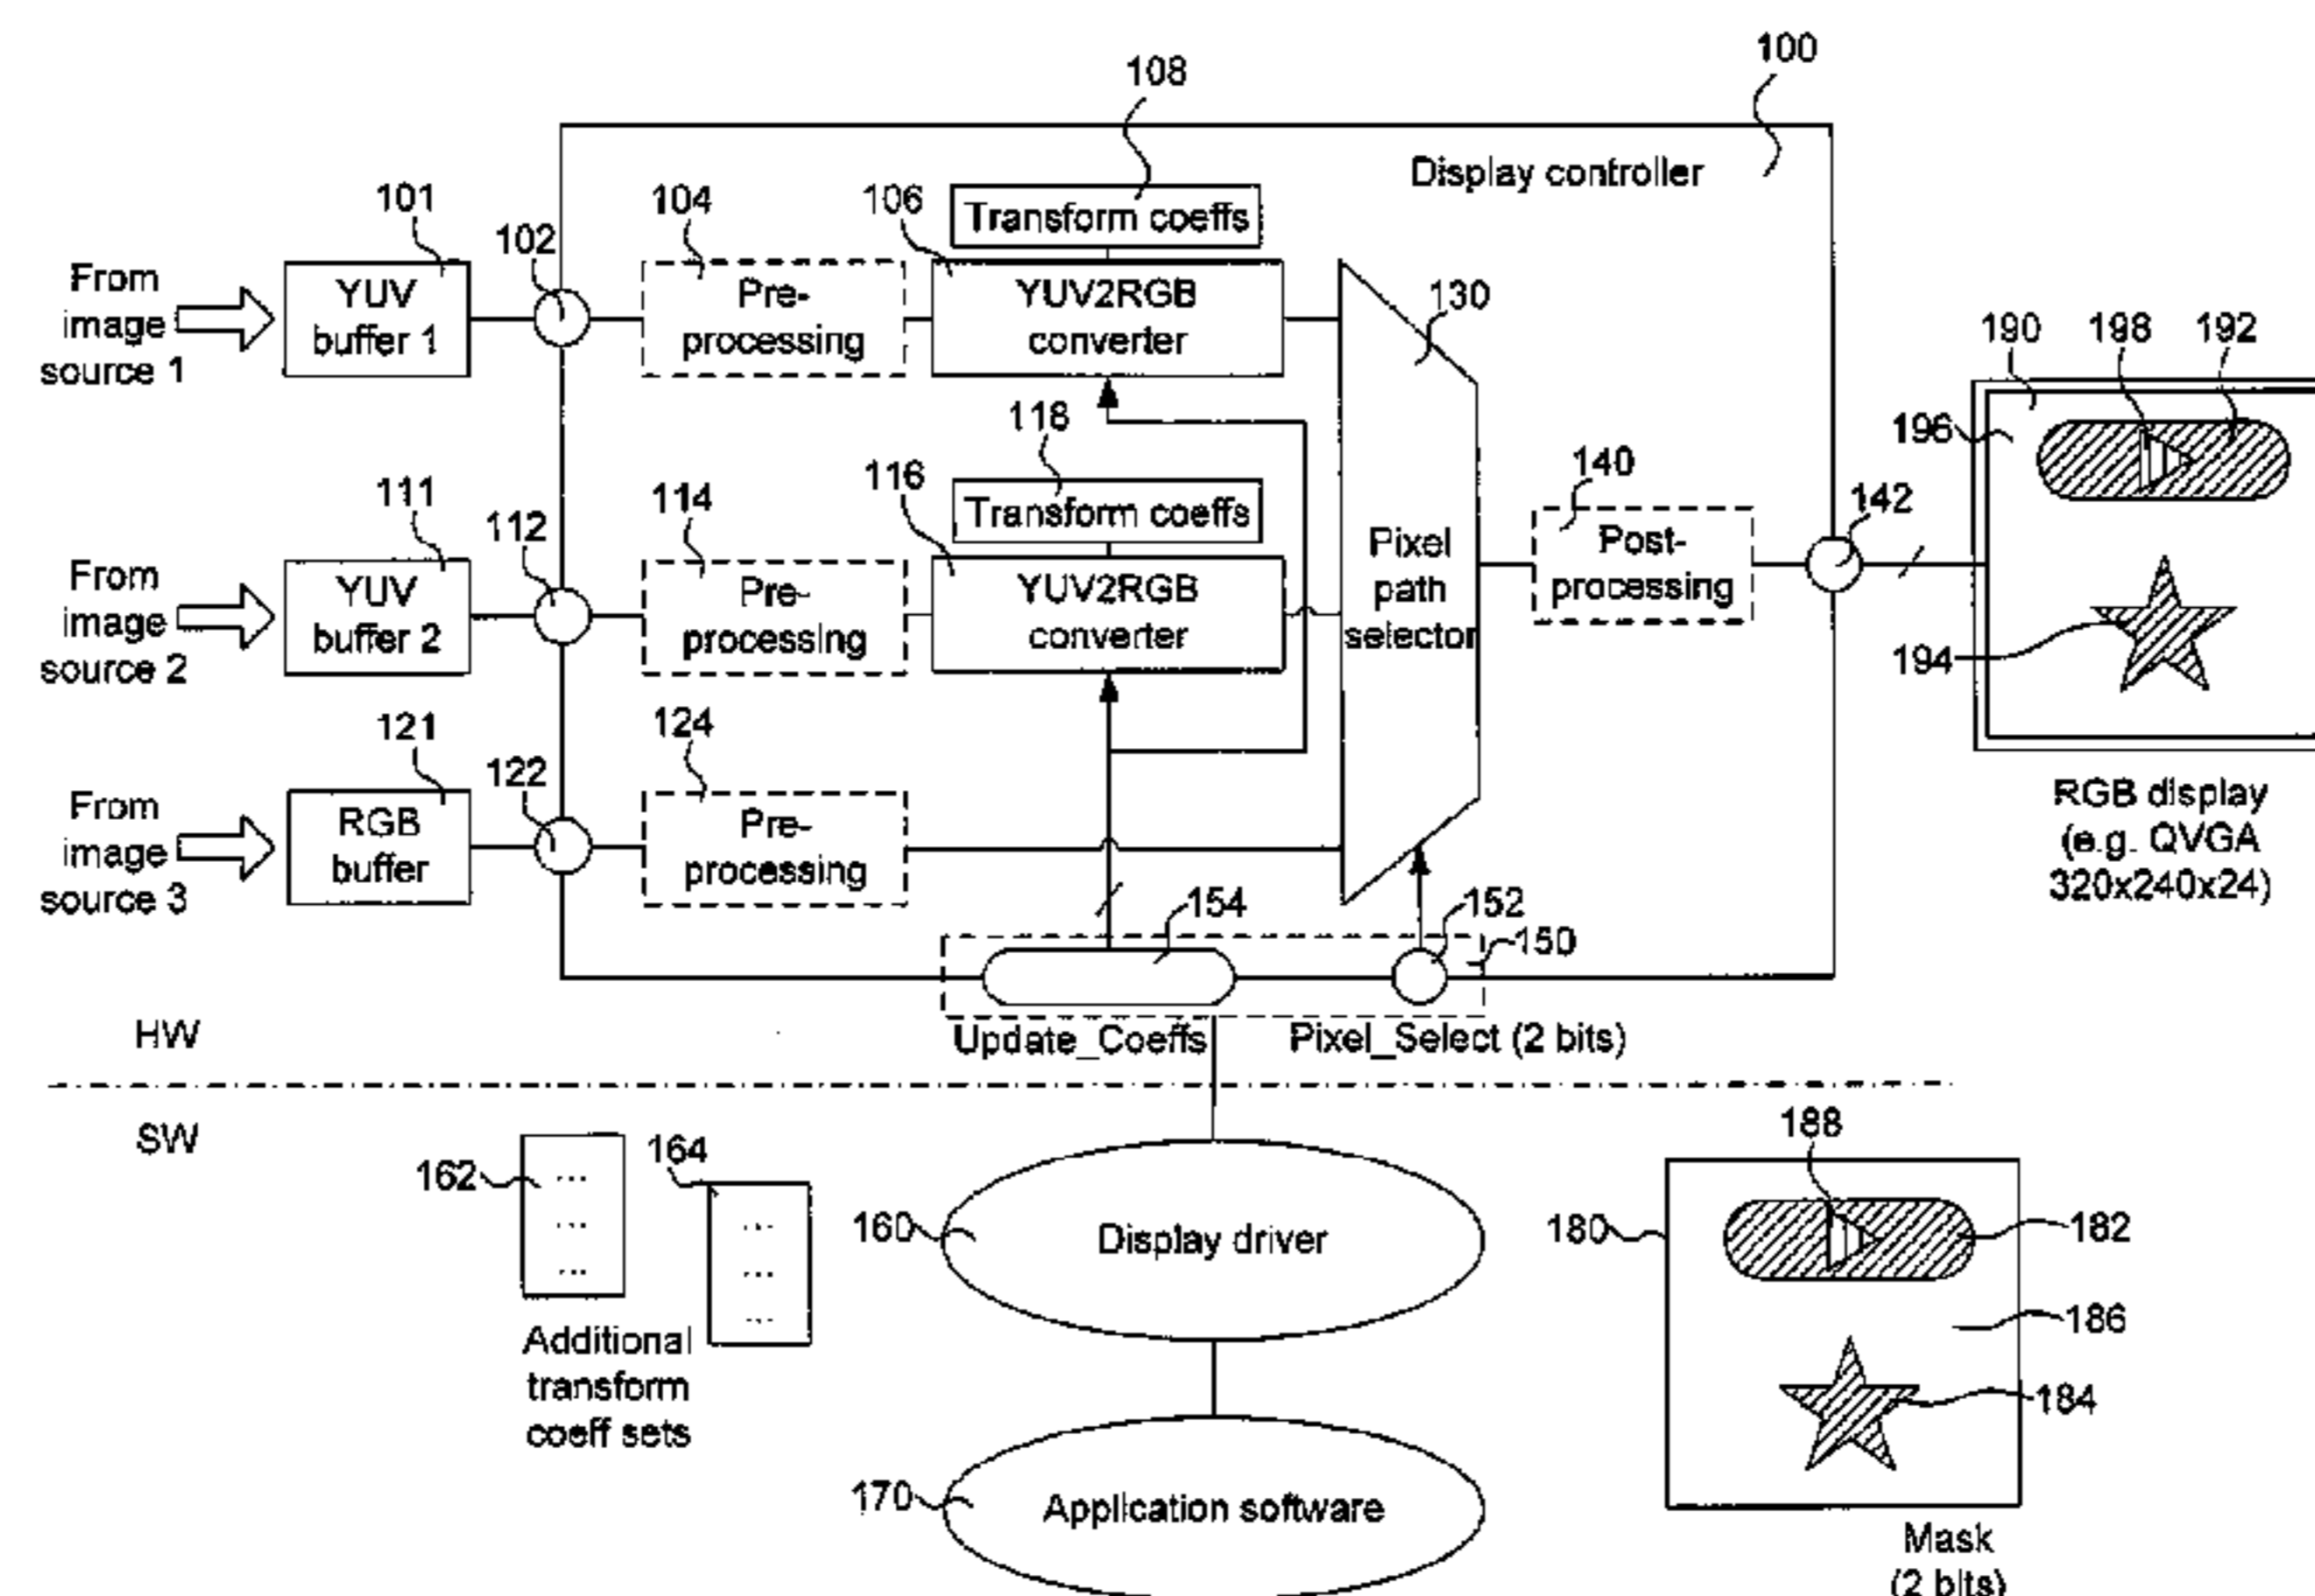 100
108
Display controller
101
102
104
106
Transform coeffs
From
image
source 1
YUV
buffer 1
Pre-
processing
YUV2RGB
converter
130
190
198
192
196
111
112
114
116
118
Transform coeffs
From
image
source 2
YUV
buffer 2
Pre-
processing
YUV2RGB
converter
Pixel
path
selector
140
Post-
processing
142
194
121
122
124
From
image
source 3
RGB
buffer
Pre-
processing
RGB display
(e.g. QVGA
320x240x24)
154
152
150
HW
Update_Coeffs
Pixel_Select (2 bits)
SW
162
...
...
...
164
...
...
...
Additional
transform
coeff sets
160
Display driver
170
Application software
188
180
182
186
184
Mask
(2 bits)